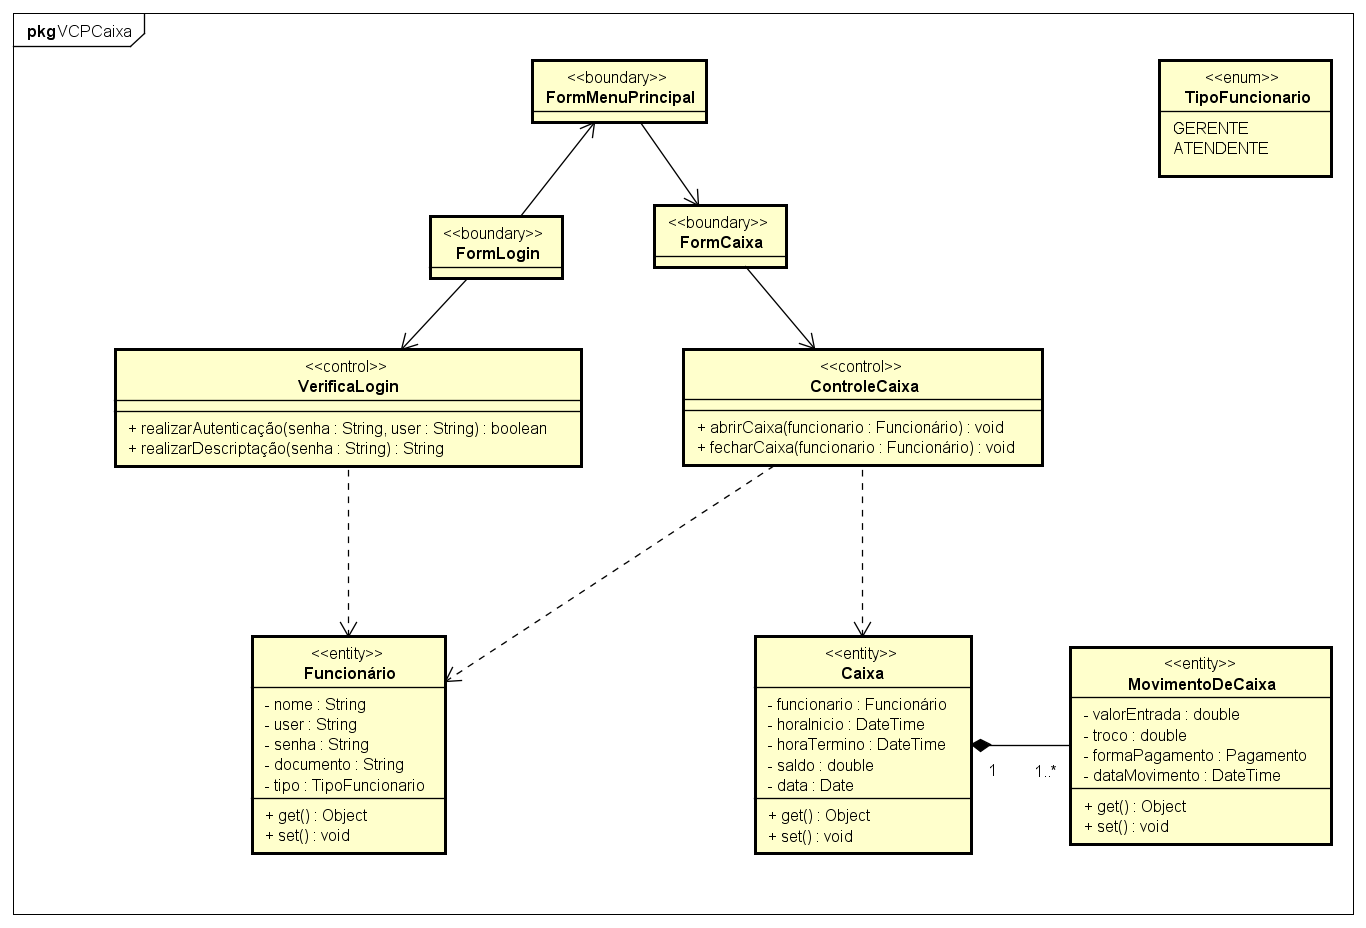 pkg VCPCaixa
<<boundary>>
FormMenuPrincipal
<<enum>>
TipoFuncionario
GERENTE
ATENDENTE
<<boundary>>
FormLogin
<<boundary>>
FormCaixa
<<control>>
VerificaLogin
+ realizarAutenticação(senha : String, user : String) : boolean
+ realizarDescriptação(senha : String) : String
<<control>>
ControleCaixa
+ abrirCaixa(funcionario : Funcionário) : void
+ fecharCaixa(funcionario : Funcionário) : void
<<entity>>
Funcionário
- nome : String
- user : String
- senha : String
- documento : String
- tipo : TipoFuncionario
+ get() : Object
+ set() : void
<<entity>>
Caixa
- funcionario : Funcionário
- horaInicio : DateTime
- horaTermino : DateTime
- saldo : double
- data : Date
+ get() : Object
+ set() : void
1
1..*
<<entity>>
MovimentoDeCaixa
- valorEntrada : double
- troco : double
- formaPagamento : Pagamento
- dataMovimento : DateTime
+ get() : Object
+ set() : void